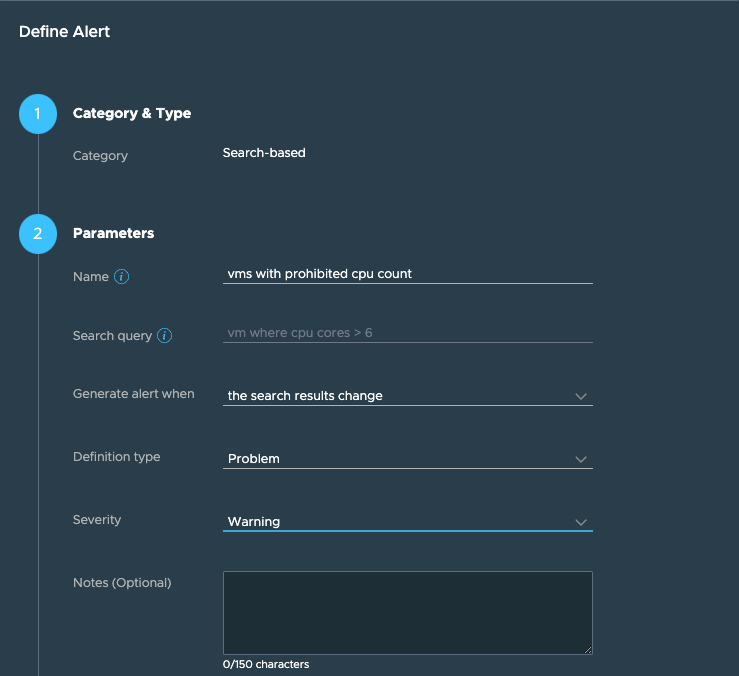 Define Alert
1 Category & Type
Category Search-based
2 Parameters
Name i vms with prohibited cpu count
Search query i vm where cpu cores > 6
Generate alert when the search results change
Definition type Problem
Severity Warning
Notes (Optional)
0/150 characters